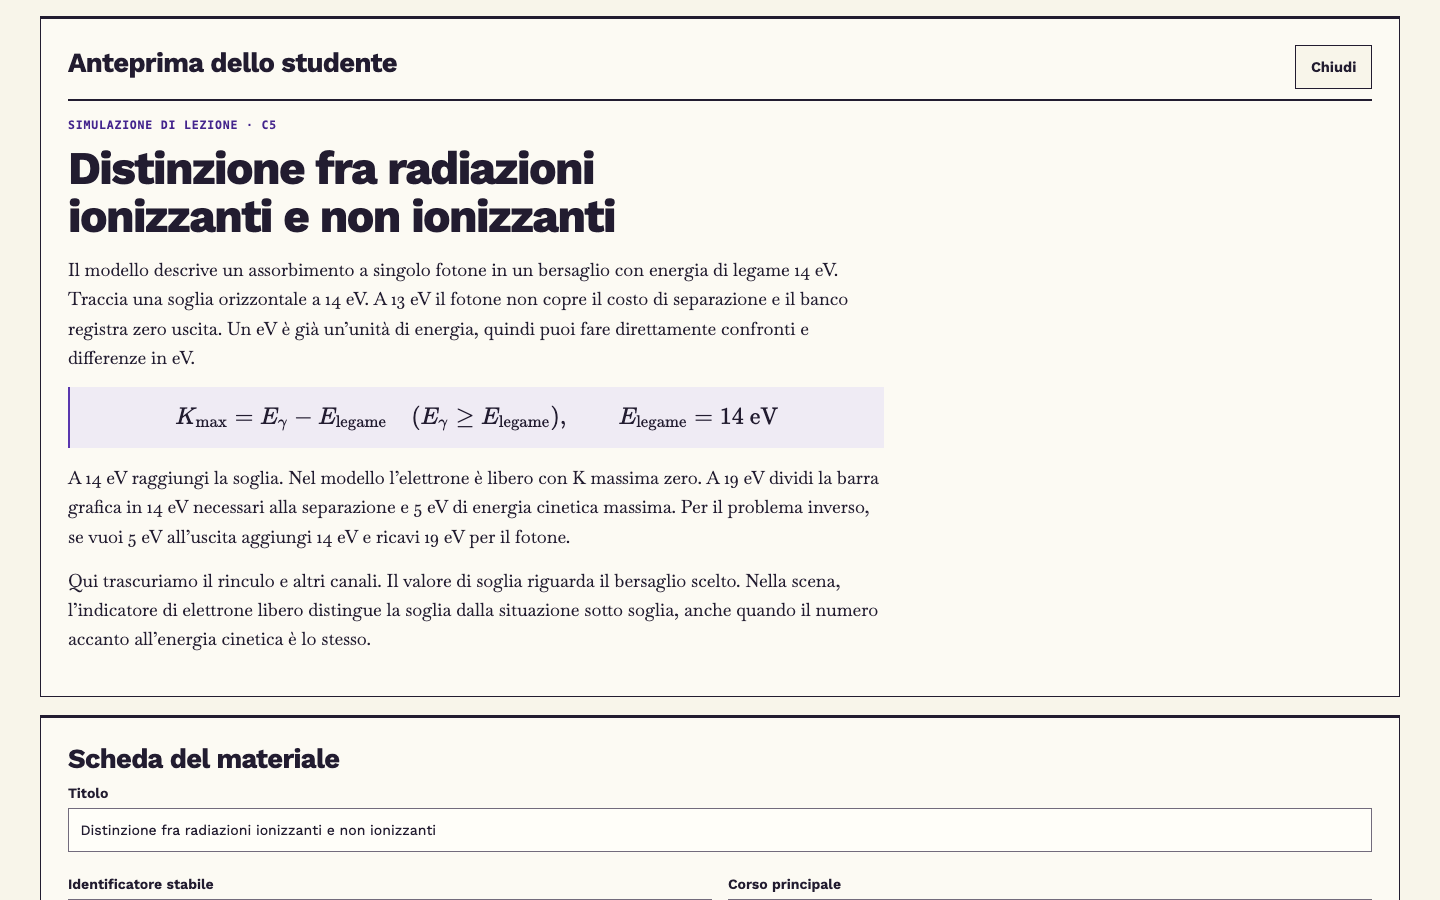 Anteprima dello studente
Chiudi
SIMULAZIONE DI LEZIONE · C5
Distinzione fra radiazioni
ionizzanti e non ionizzanti
Il modello descrive un assorbimento a singolo fotone in un bersaglio con energia di legame 14 eV.
Traccia una soglia orizzontale a 14 eV. A 13 eV il fotone non copre il costo di separazione e il banco
registra zero uscita. Un eV è già un’unità di energia, quindi puoi fare direttamente confronti e
differenze in eV.
K_max = E_γ − E_legame (E_γ ≥ E_legame), E_legame = 14 eV
A 14 eV raggiungi la soglia. Nel modello l’elettrone è libero con K massima zero. A 19 eV dividi la barra
grafica in 14 eV necessari alla separazione e 5 eV di energia cinetica massima. Per il problema inverso,
se vuoi 5 eV all’uscita aggiungi 14 eV e ricavi 19 eV per il fotone.
Qui trascuriamo il rinculo e altri canali. Il valore di soglia riguarda il bersaglio scelto. Nella scena,
l’indicatore di elettrone libero distingue la soglia dalla situazione sotto soglia, anche quando il numero
accanto all’energia cinetica è lo stesso.
Scheda del materiale
Titolo
Distinzione fra radiazioni ionizzanti e non ionizzanti
Identificatore stabile
Corso principale